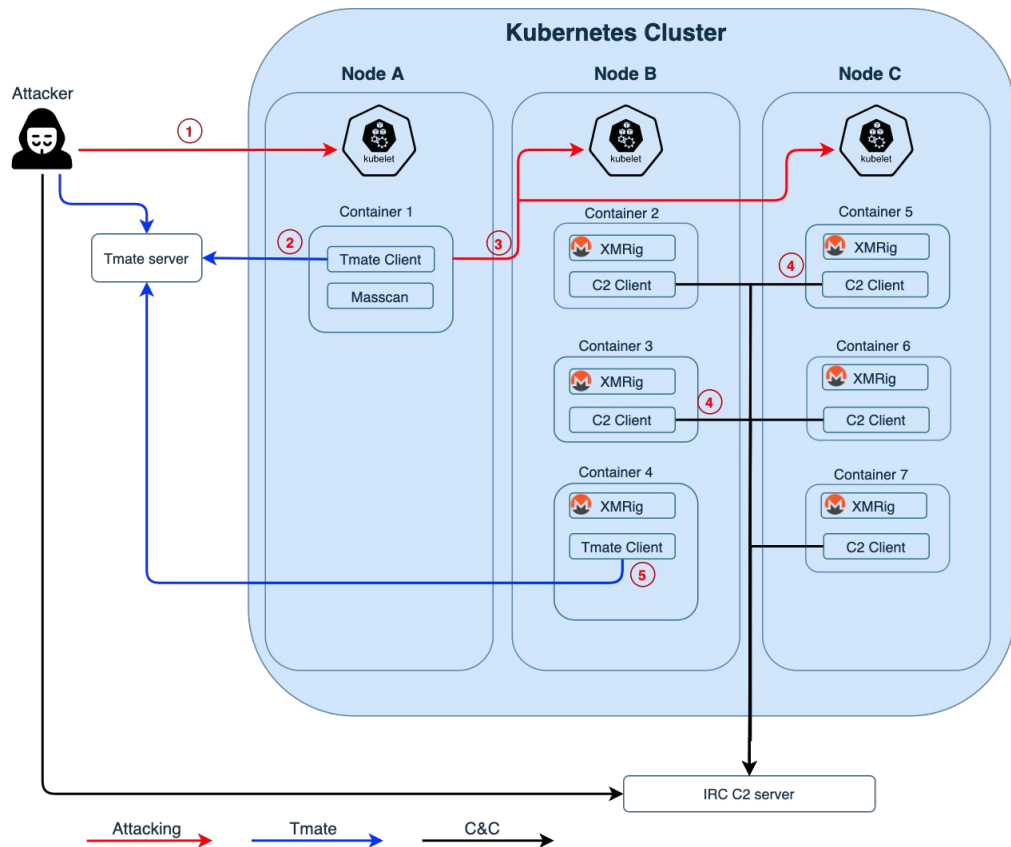 Kubernetes Cluster
Node A
Node B
Node C
Attacker
1
kubelet
kubelet
kubelet
Container 1
Container 2
Container 5
Tmate server
2
Tmate Client
3
XMRig
4
XMRig
Masscan
C2 Client
C2 Client
Container 3
Container 6
XMRig
XMRig
4
C2 Client
C2 Client
Container 4
Container 7
XMRig
XMRig
Tmate Client
C2 Client
5
IRC C2 server
Attacking
Tmate
C&C